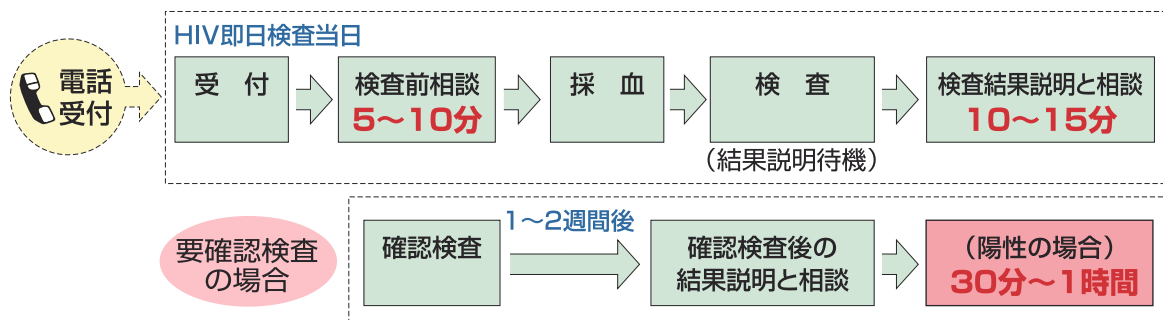 HIV即日検査当日
電話
受付
受　付
検査前相談
5〜10分
採　血
検　査
（結果説明待機）
検査結果説明と相談
10〜15分
要確認検査
の場合
確認検査
1〜2週間後
確認検査後の
結果説明と相談
（陽性の場合）
30分〜1時間